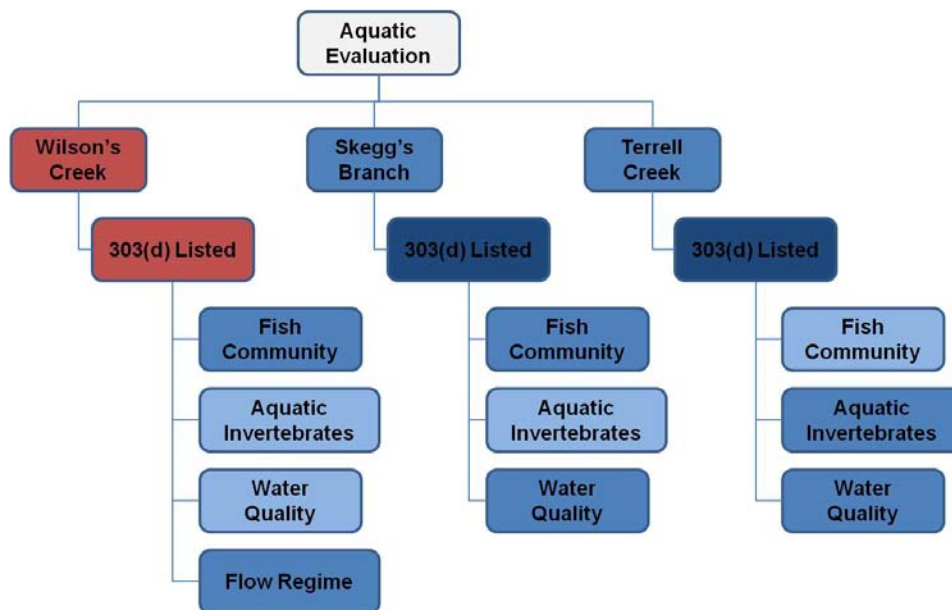 Aquatic
Evaluation
Wilson's
Creek
Skegg's
Branch
Terrell
Creek
303(d) Listed
303(d) Listed
303(d) Listed
Fish
Community
Fish
Community
Fish
Community
Aquatic
Invertebrates
Aquatic
Invertebrates
Aquatic
Invertebrates
Water
Quality
Water
Quality
Water
Quality
Flow Regime